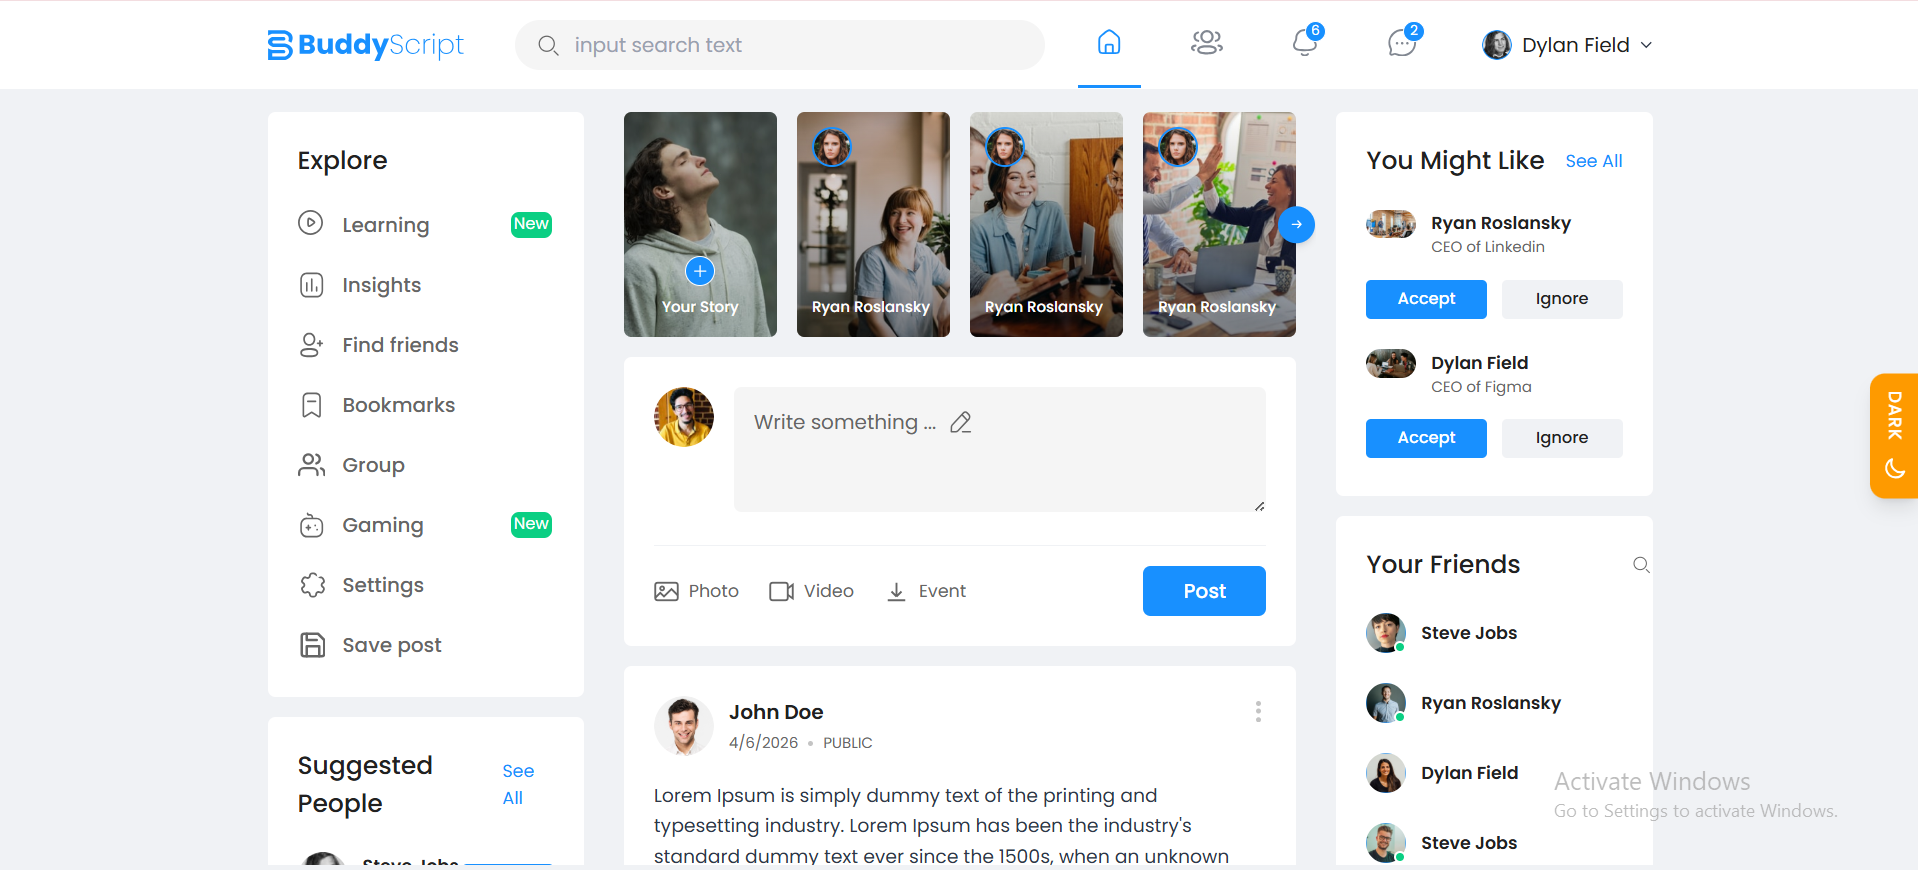 BuddyScript
input search text
6
2
Dylan Field
Explore
Learning
New
Insights
Find friends
Bookmarks
Group
Gaming
New
Settings
Save post
Suggested
People
See
All
Steve Jobs
Your Story
Ryan Roslansky
Ryan Roslansky
Ryan Roslansky
Write something ...
Photo
Video
Event
Post
John Doe
4/6/2026 • PUBLIC
Lorem Ipsum is simply dummy text of the printing and
typesetting industry. Lorem Ipsum has been the industry's
standard dummy text ever since the 1500s, when an unknown
You Might Like
See All
Ryan Roslansky
CEO of Linkedin
Accept
Ignore
Dylan Field
CEO of Figma
Accept
Ignore
Your Friends
Steve Jobs
Ryan Roslansky
Dylan Field
Steve Jobs
DARK
Activate Windows
Go to Settings to activate Windows.